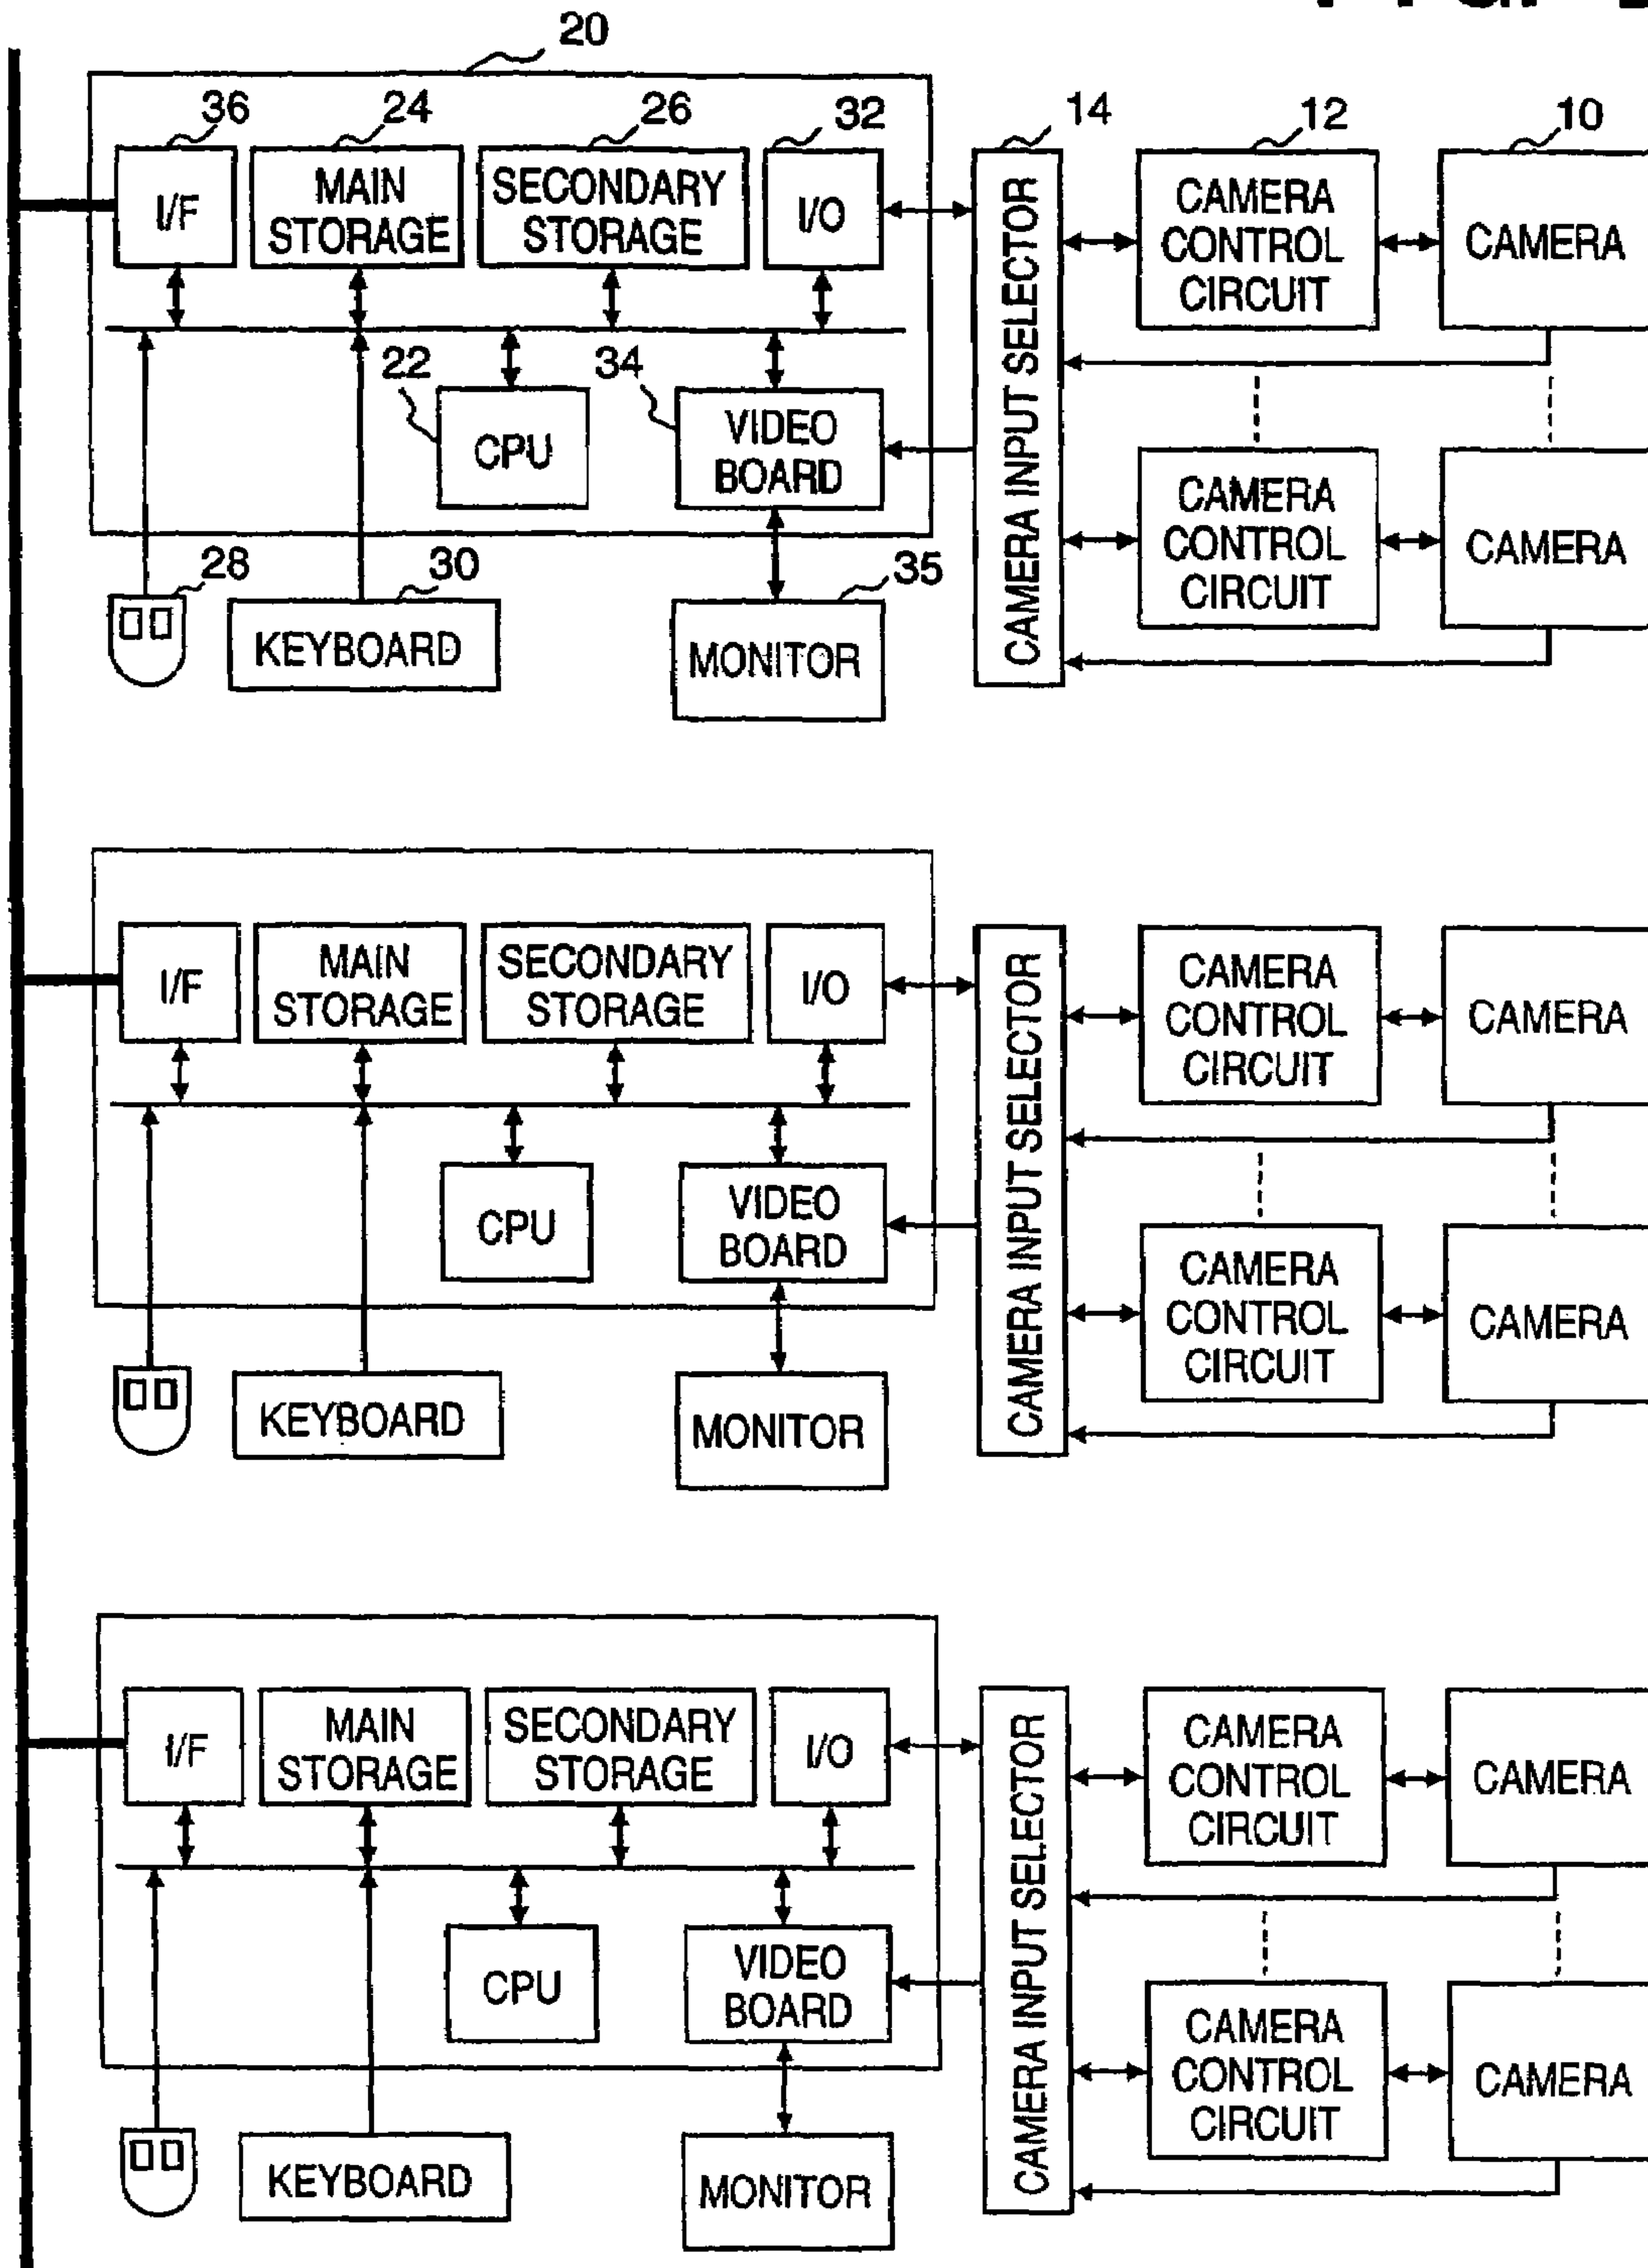 20
36
24
26
32
14
12
10
I/F
MAIN
STORAGE
SECONDARY
STORAGE
I/O
CAMERA INPUT SELECTOR
CAMERA
CONTROL
CIRCUIT
CAMERA
22
34
CPU
VIDEO
BOARD
CAMERA
CONTROL
CIRCUIT
CAMERA
28
30
35
KEYBOARD
MONITOR
I/F
MAIN
STORAGE
SECONDARY
STORAGE
I/O
CAMERA INPUT SELECTOR
CAMERA
CONTROL
CIRCUIT
CAMERA
CPU
VIDEO
BOARD
CAMERA
CONTROL
CIRCUIT
CAMERA
KEYBOARD
MONITOR
I/F
MAIN
STORAGE
SECONDARY
STORAGE
I/O
CAMERA INPUT SELECTOR
CAMERA
CONTROL
CIRCUIT
CAMERA
CPU
VIDEO
BOARD
CAMERA
CONTROL
CIRCUIT
CAMERA
KEYBOARD
MONITOR